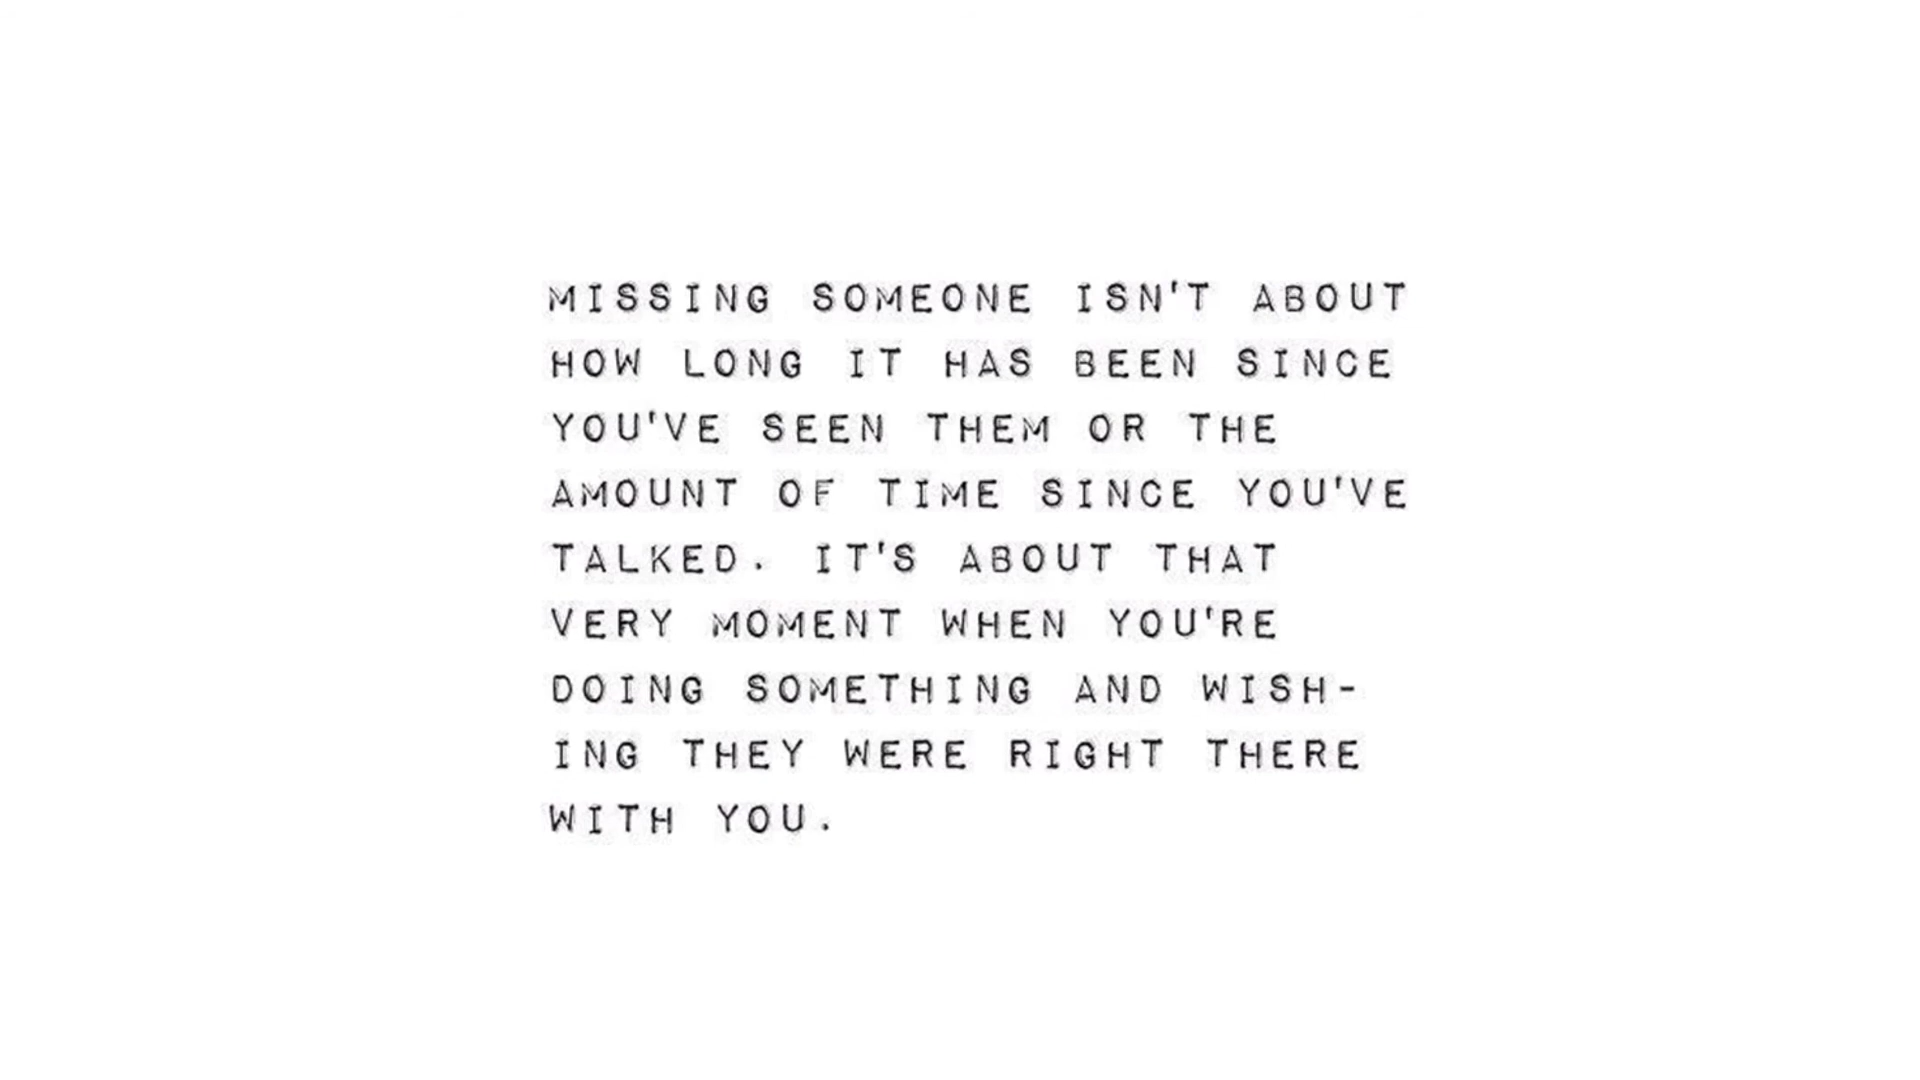 MISSING SOMEONE ISN'T ABOUT
HOW LONG IT HAS BEEN SINCE
YOU'VE SEEN THEM OR THE
AMOUNT OF TIME SINCE YOU'VE
TALKED. IT'S ABOUT THAT
VERY MOMENT WHEN YOU'RE
DOING SOMETHING AND WISH-
ING THEY WERE RIGHT THERE
WITH YOU.